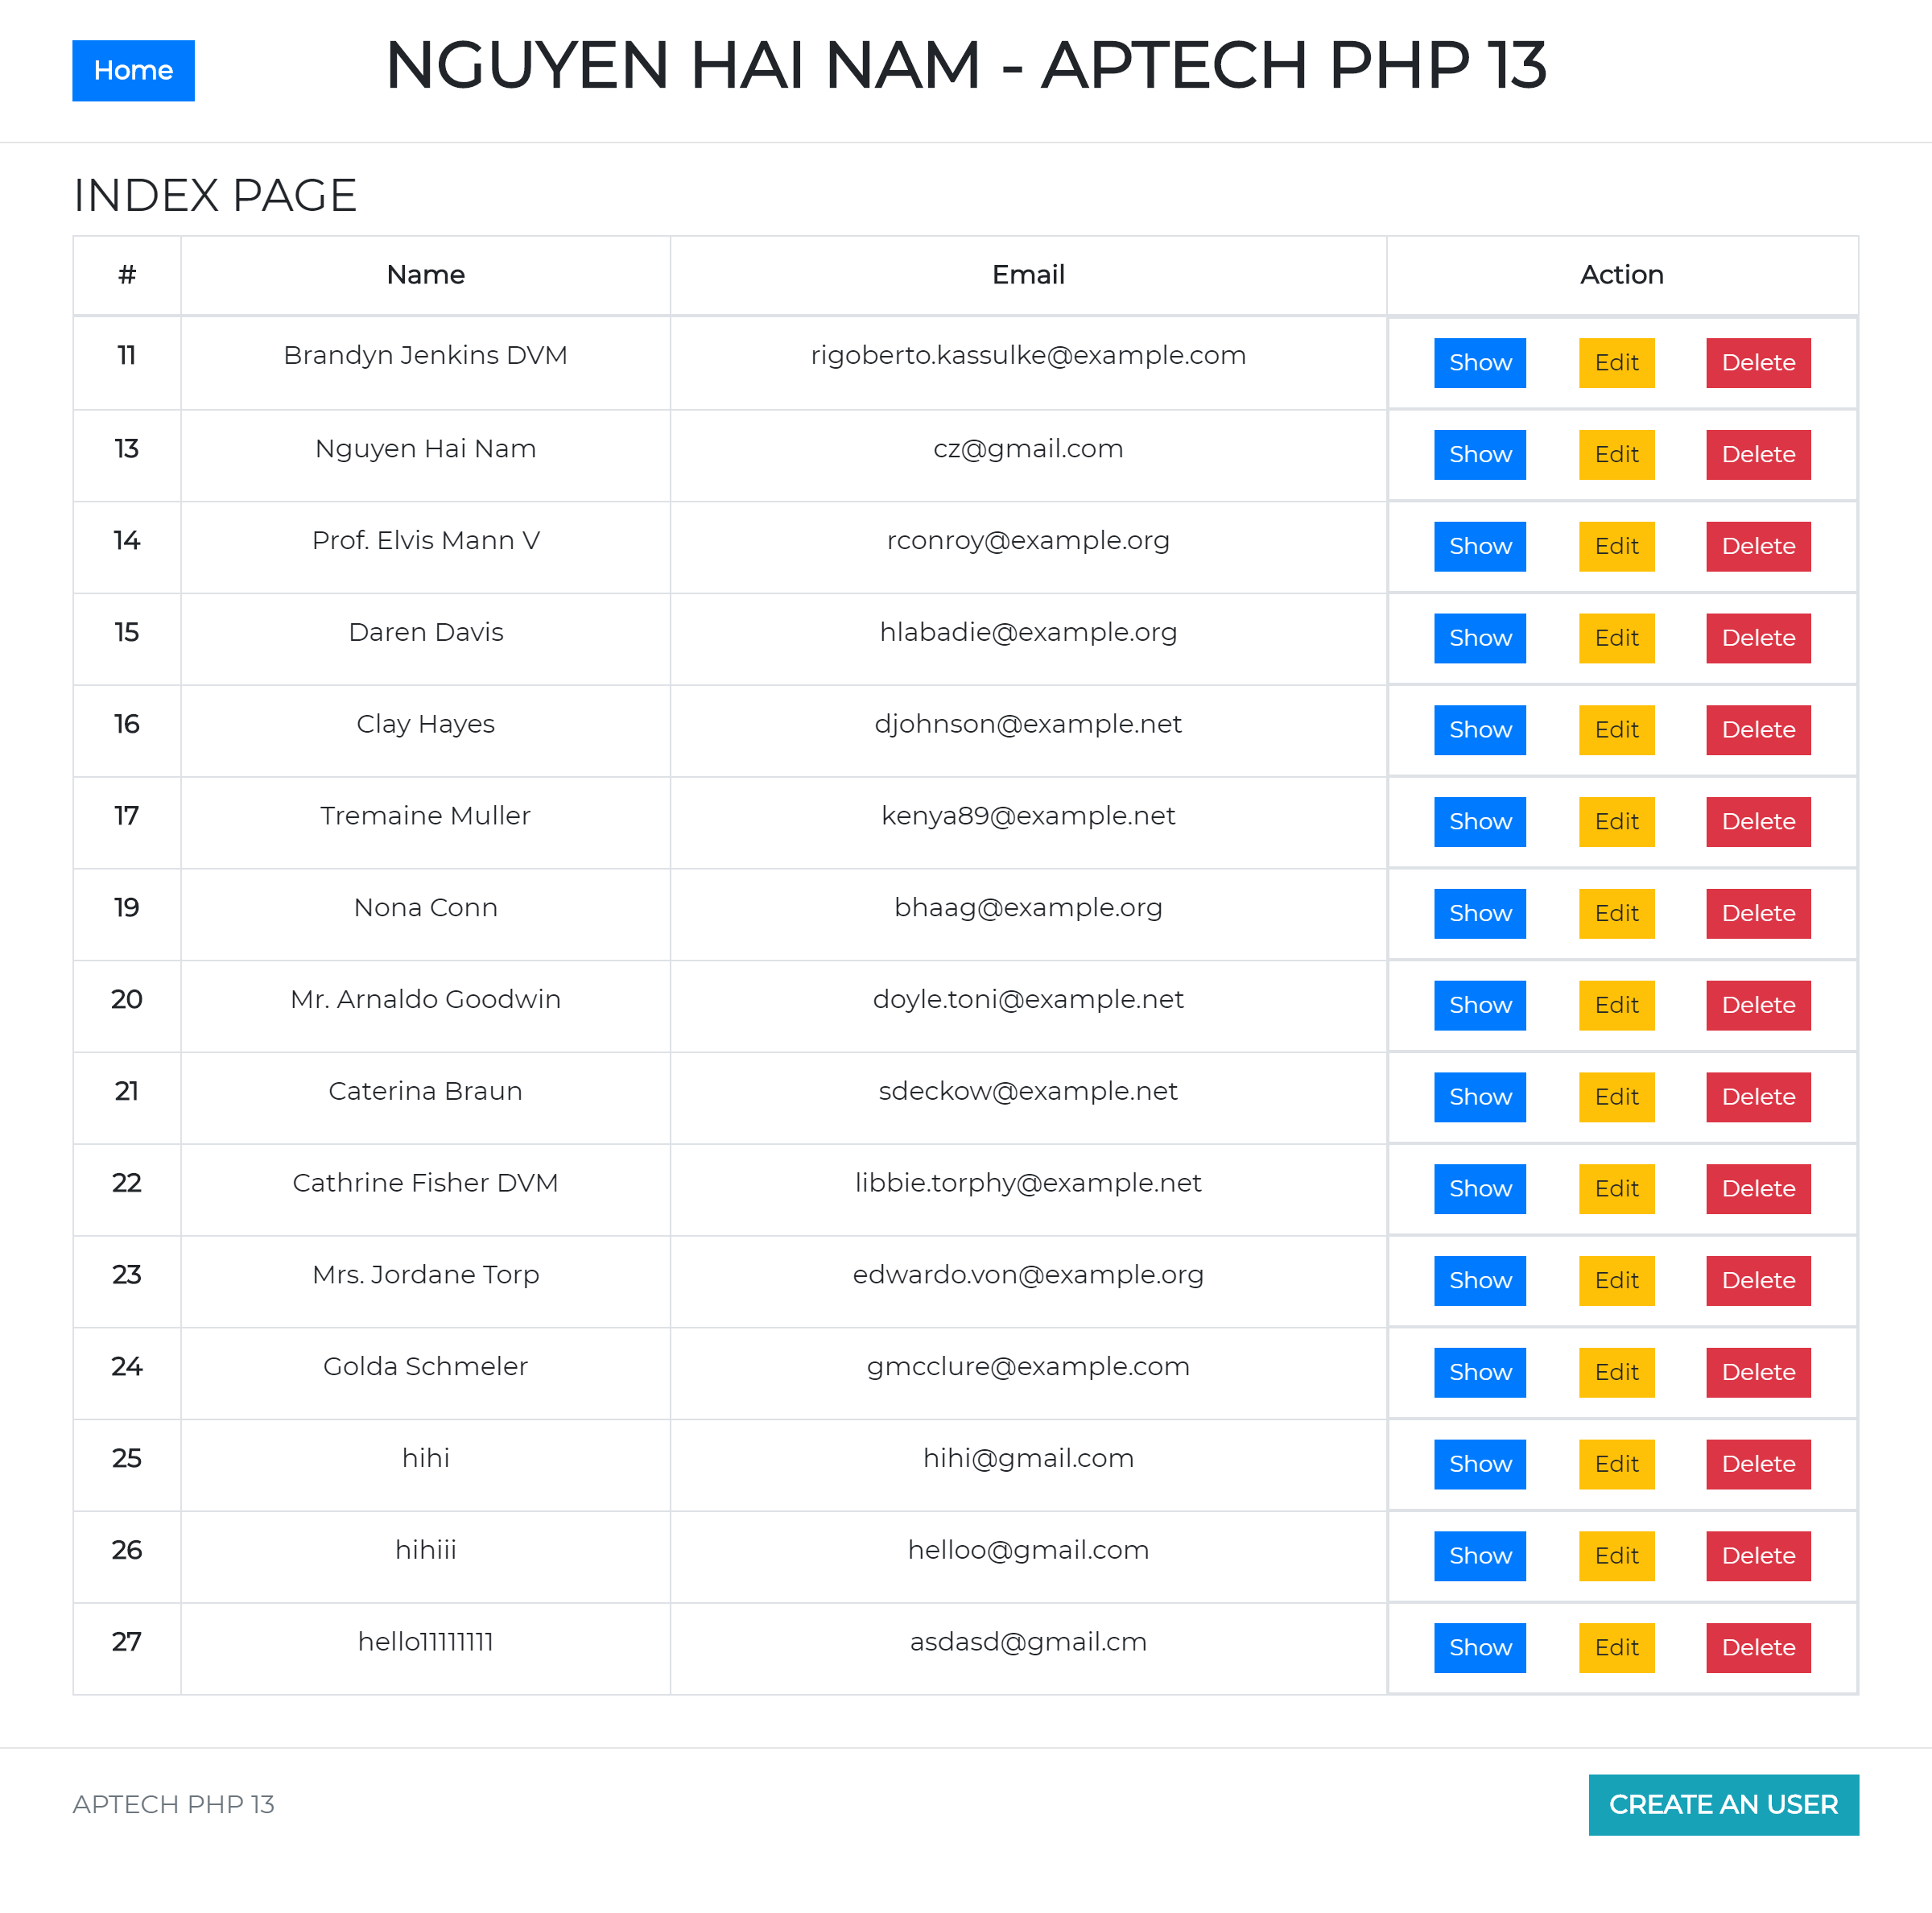 Home
NGUYEN HAI NAM - APTECH PHP 13
INDEX PAGE
# Name Email Action
11 Brandyn Jenkins DVM rigoberto.kassulke@example.com Show Edit Delete
13 Nguyen Hai Nam cz@gmail.com Show Edit Delete
14 Prof. Elvis Mann V rconroy@example.org Show Edit Delete
15 Daren Davis hlabadie@example.org Show Edit Delete
16 Clay Hayes djohnson@example.net Show Edit Delete
17 Tremaine Muller kenya89@example.net Show Edit Delete
19 Nona Conn bhaag@example.org Show Edit Delete
20 Mr. Arnaldo Goodwin doyle.toni@example.net Show Edit Delete
21 Caterina Braun sdeckow@example.net Show Edit Delete
22 Cathrine Fisher DVM libbie.torphy@example.net Show Edit Delete
23 Mrs. Jordane Torp edwardo.von@example.org Show Edit Delete
24 Golda Schmeler gmcclure@example.com Show Edit Delete
25 hihi hihi@gmail.com Show Edit Delete
26 hihiii helloo@gmail.com Show Edit Delete
27 hello11111111 asdasd@gmail.cm Show Edit Delete
APTECH PHP 13
CREATE AN USER